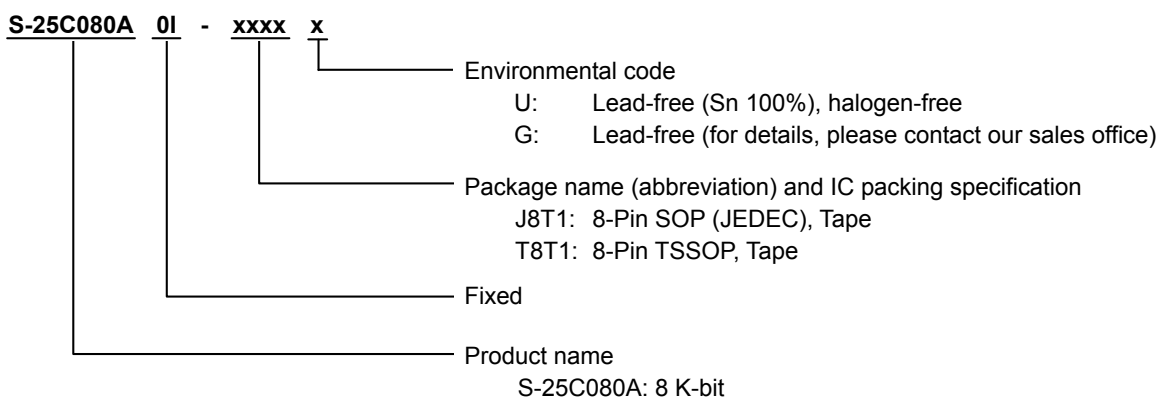 S-25C080A 0I - xxxx x
Environmental code
U: Lead-free (Sn 100%), halogen-free
G: Lead-free (for details, please contact our sales office)
Package name (abbreviation) and IC packing specification
J8T1: 8-Pin SOP (JEDEC), Tape
T8T1: 8-Pin TSSOP, Tape
Fixed
Product name
S-25C080A: 8 K-bit